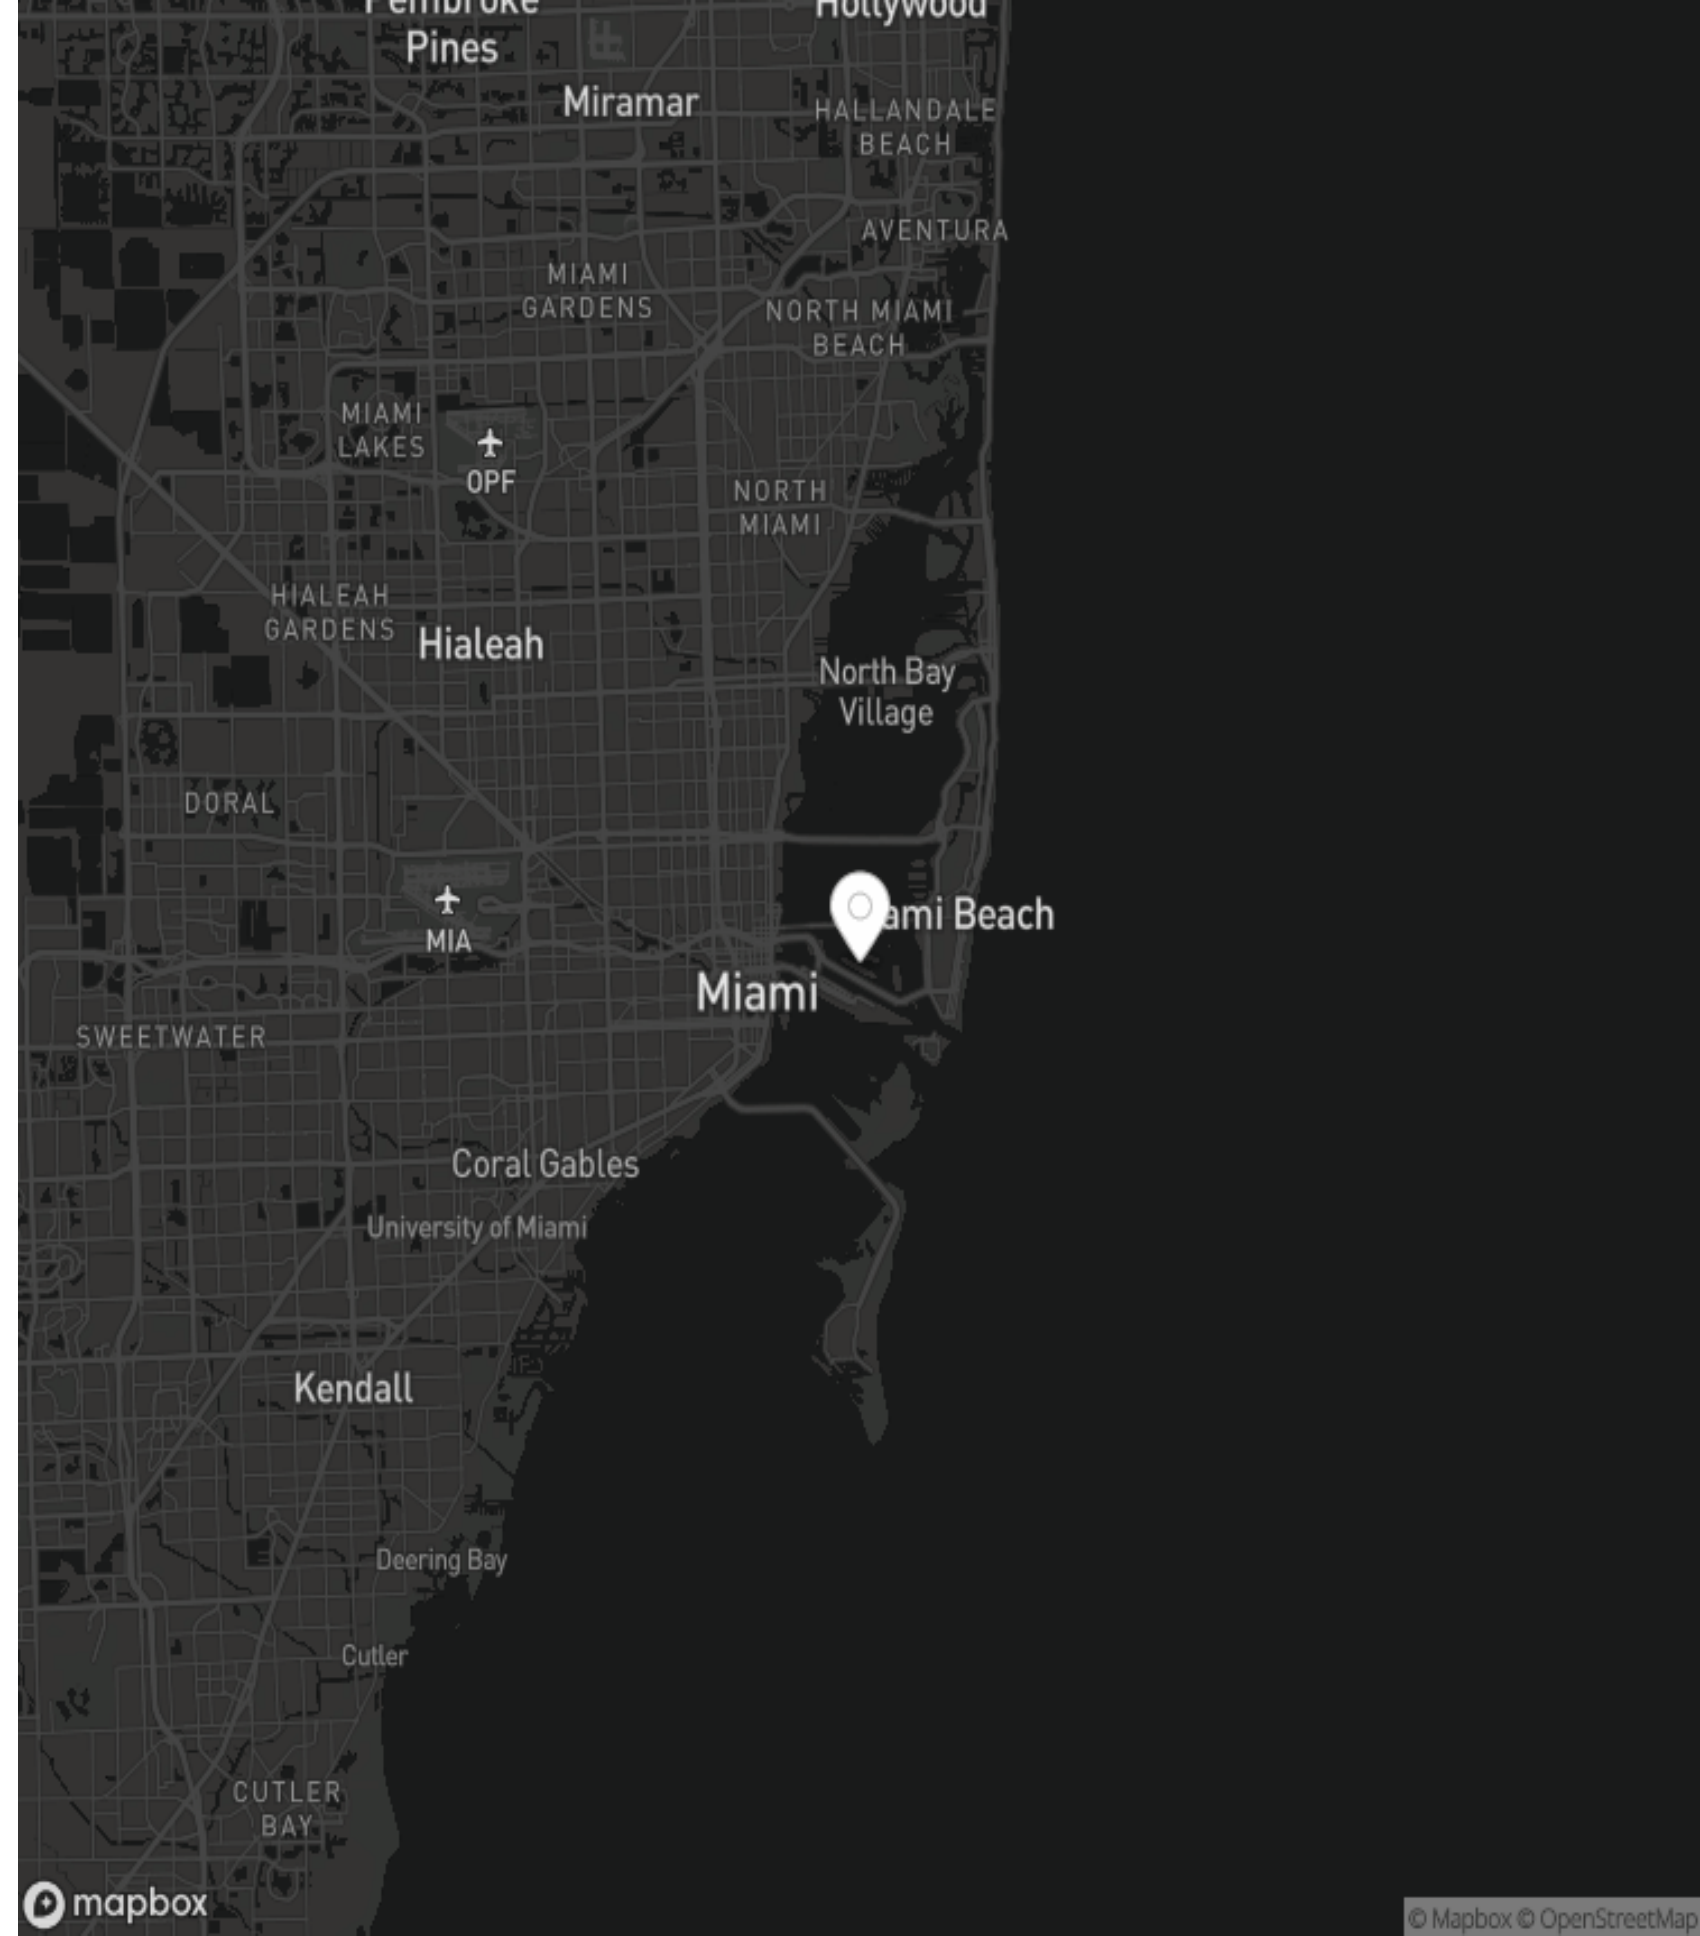 Pembroke
Pines
Hollywood
Miramar
HALLANDALE
BEACH
AVENTURA
MIAMI
GARDENS
NORTH MIAMI
BEACH
MIAMI
LAKES
OPF
NORTH
MIAMI
HIALEAH
GARDENS
Hialeah
North Bay
Village
DORAL
MIA
ami Beach
Miami
SWEETWATER
Coral Gables
University of Miami
Kendall
Deering Bay
Cutler
CUTLER
BAY
mapbox
© Mapbox © OpenStreetMap